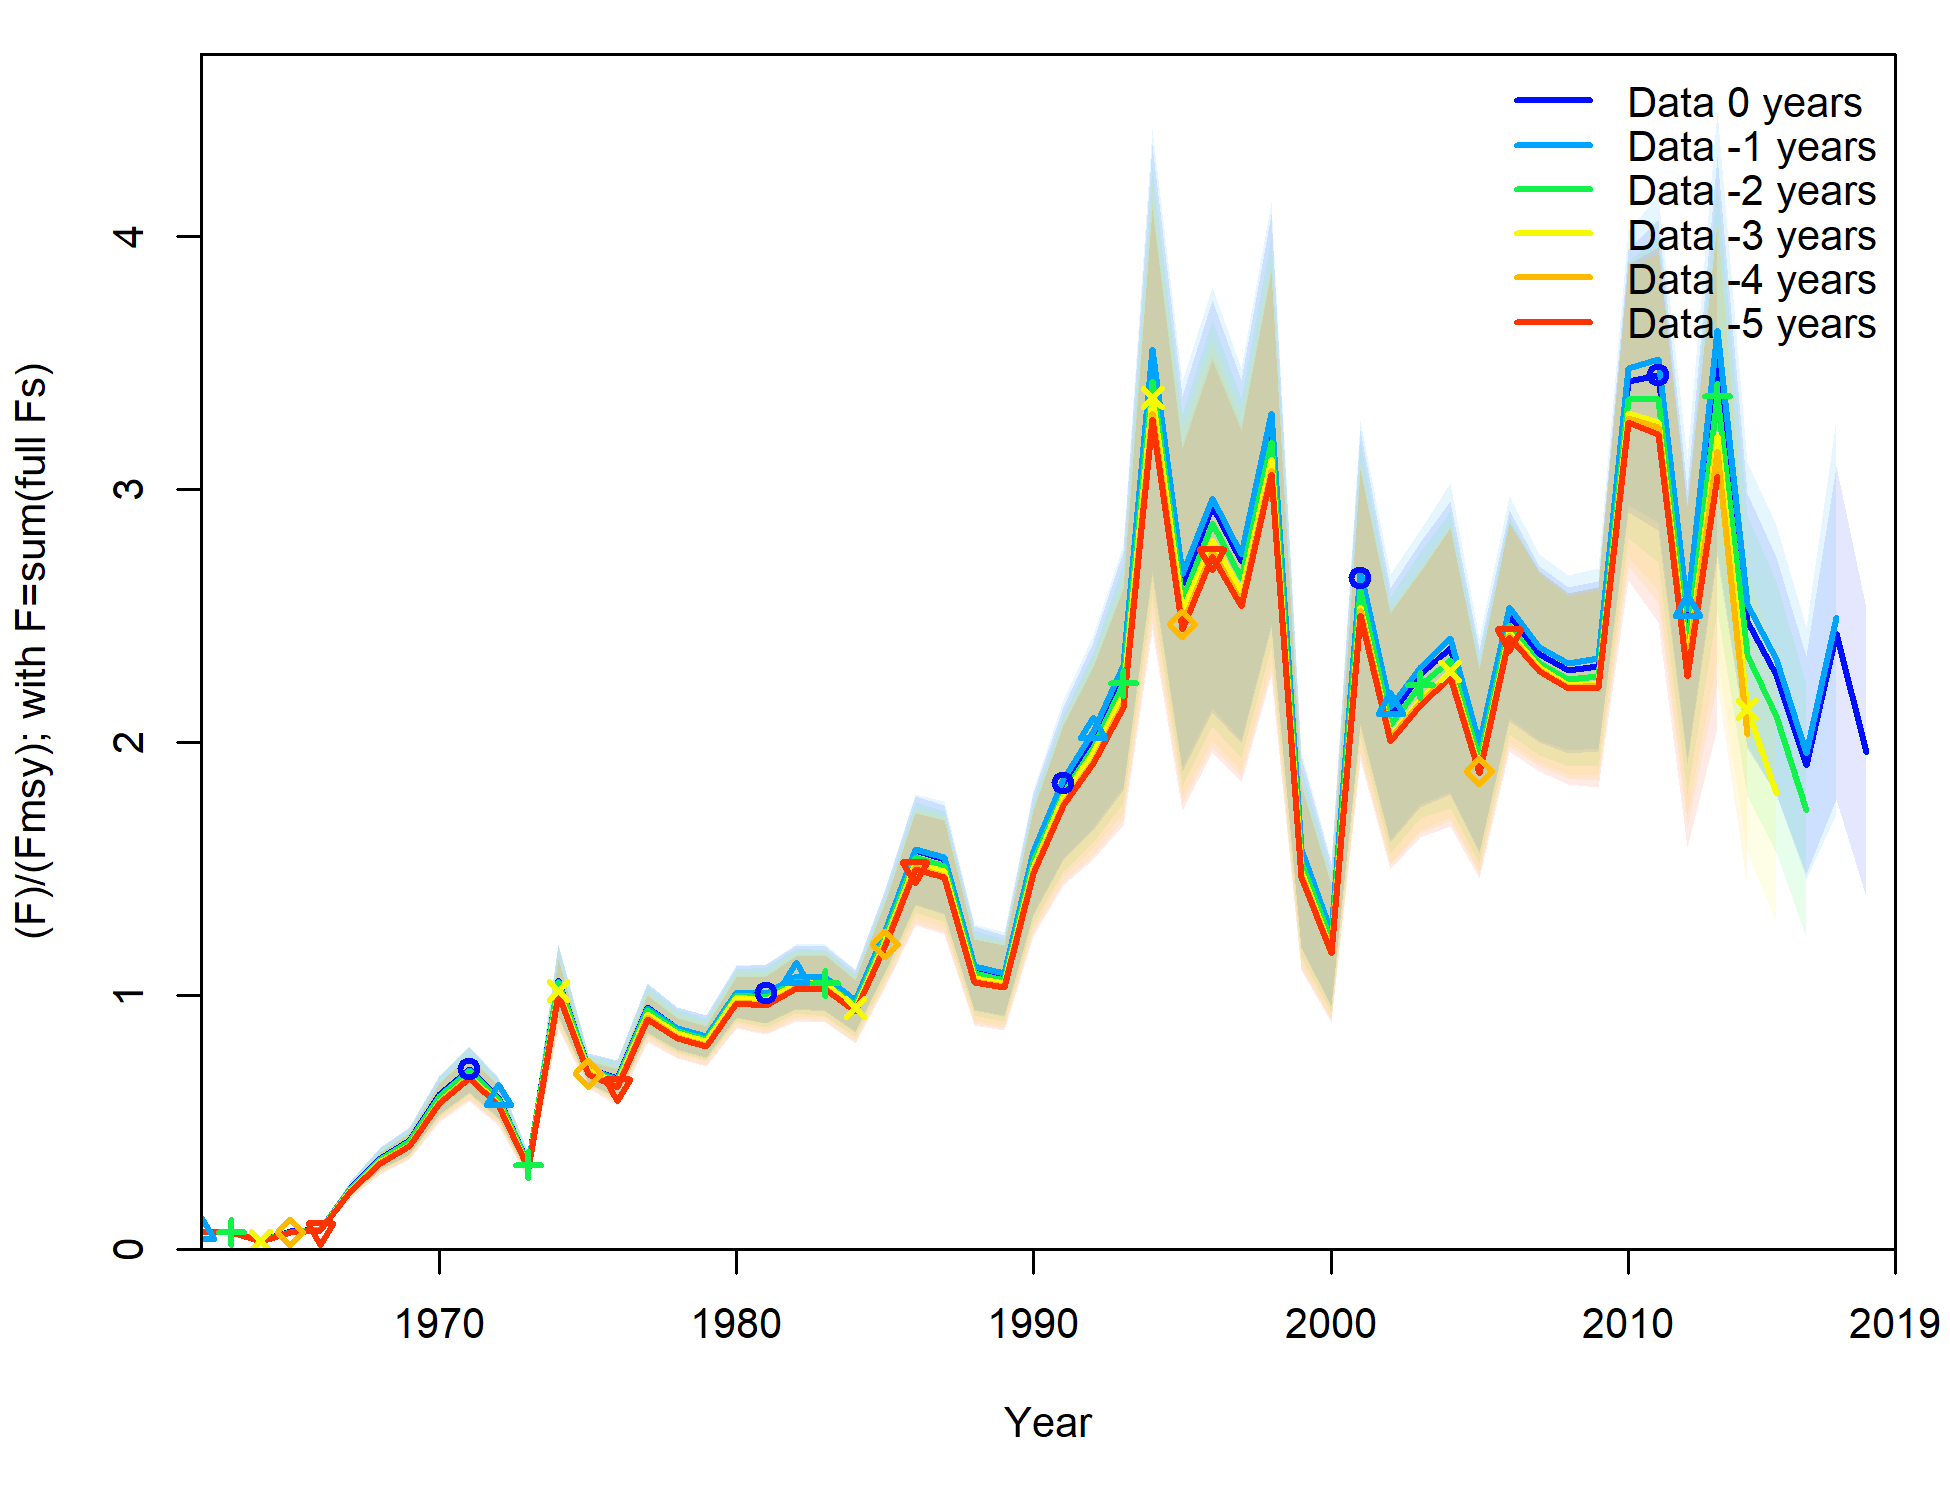 (F)/(Fmsy); with F=sum(full Fs)
4
3
2
1
0
Data 0 years
Data -1 years
Data -2 years
Data -3 years
Data -4 years
Data -5 years
1970 1980 1990 2000 2010 2019
Year